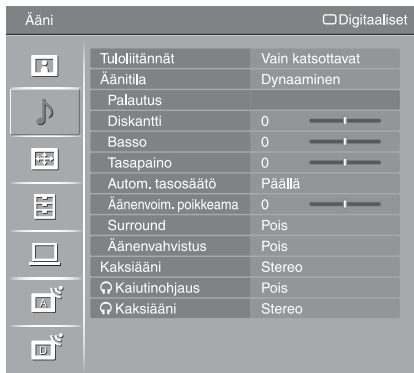 Ääni Digitaaliset
Tuloliitännät Vain katsottavat
Äänitila Dynaaminen
Palautus
Diskantti 0
Basso 0
Tasapaino 0
Autom. tasosäätö Päällä
Äänenvoim. poikkeama 0
Surround Pois
Äänenvahvistus Pois
Kaksiääni Stereo
Kaiutinohjaus Pois
Kaksiääni Stereo
A
D